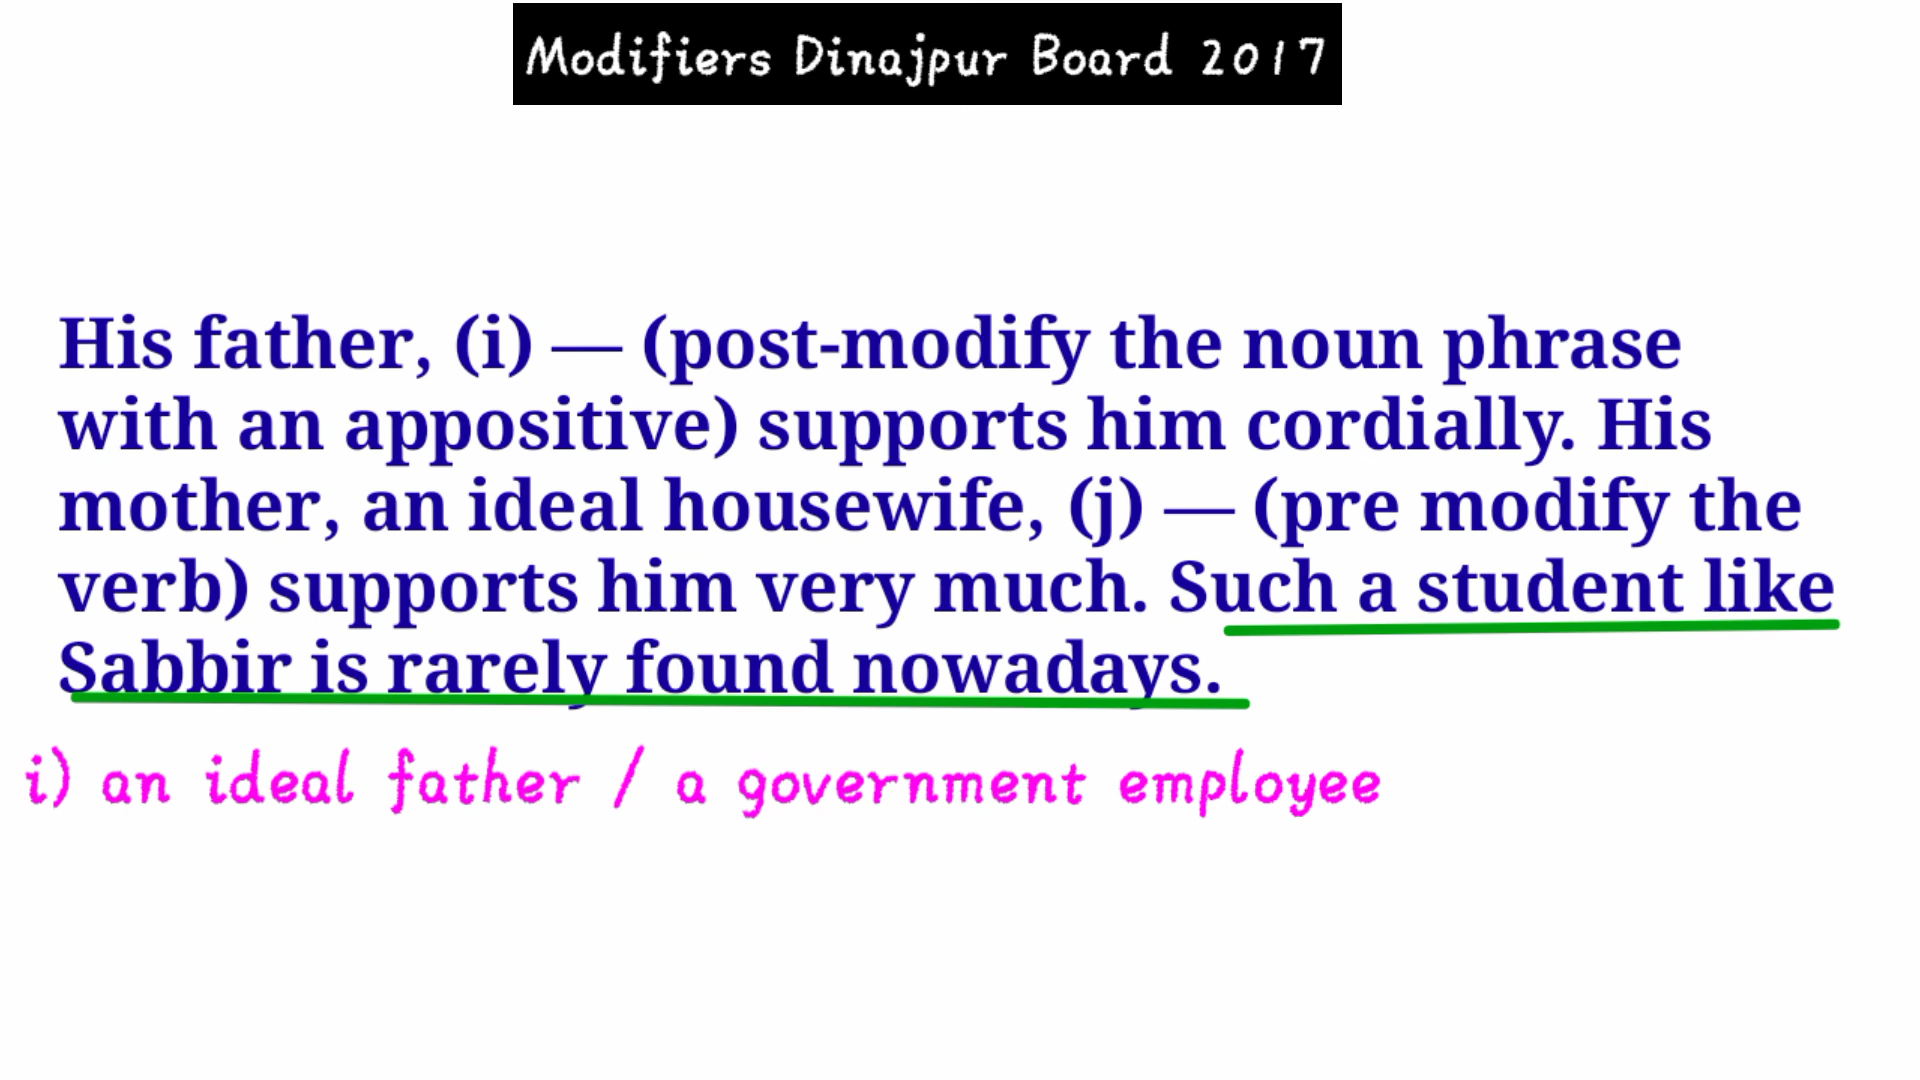 Modifiers Dinajpur Board 2017
His father, (i) — (post-modify the noun phrase
with an appositive) supports him cordially. His
mother, an ideal housewife, (j) — (pre modify the
verb) supports him very much. Such a student like
Sabbir is rarely found nowadays.
i) an ideal father / a government employee